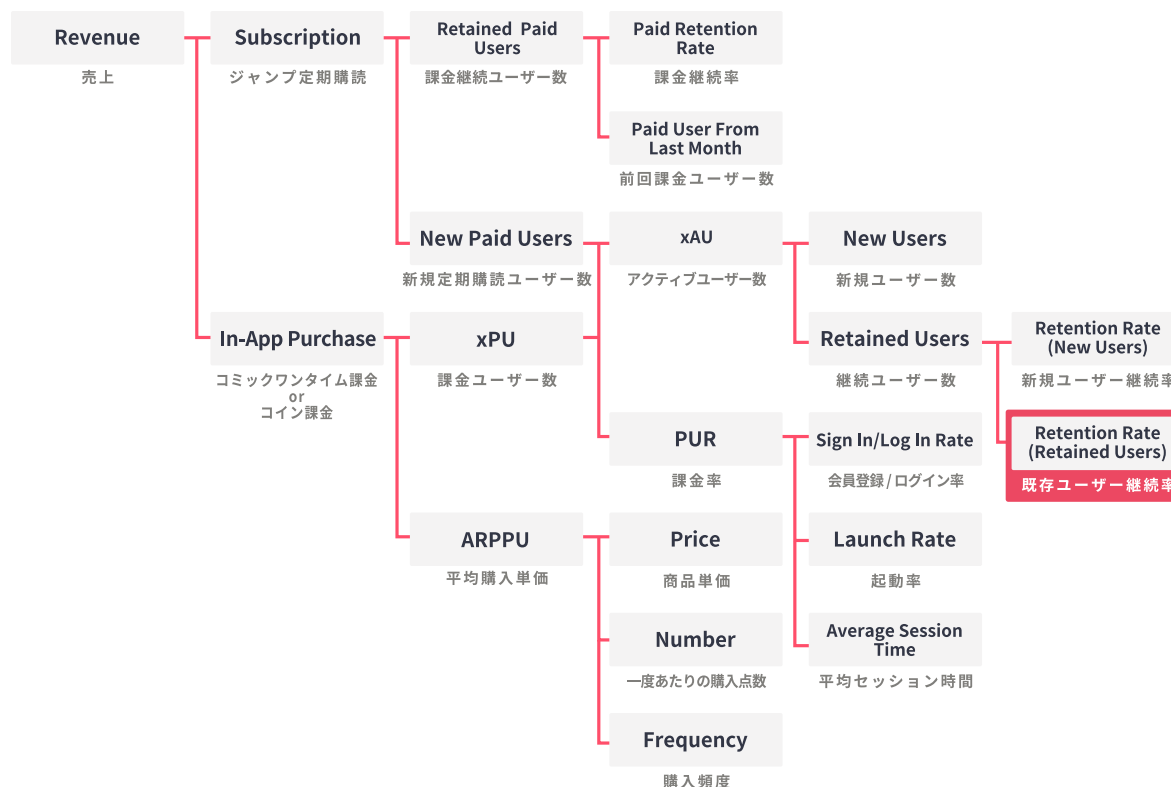 Revenue
売上
Subscription
ジャンプ定期購読
Retained Paid
Users
課金継続ユーザー数
Paid Retention
Rate
課金継続率
Paid User From
Last Month
前回課金ユーザー数
New Paid Users
新規定期購読ユーザー数
xAU
アクティブユーザー数
New Users
新規ユーザー数
In-App Purchase
コミックワンタイム課金
or
コイン課金
xPU
課金ユーザー数
Retained Users
継続ユーザー数
Retention Rate
(New Users)
新規ユーザー継続率
PUR
課金率
Sign In/Log In Rate
会員登録/ログイン率
Retention Rate
(Retained Users)
既存ユーザー継続率
ARPPU
平均購入単価
Price
商品単価
Launch Rate
起動率
Number
一度あたりの購入点数
Average Session
Time
平均セッション時間
Frequency
購入頻度